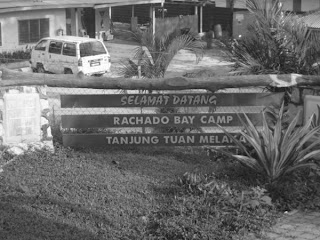 SELAMAT DATANG
RACHADO BAY CAMP
TANJUNG TUAN MELAKA